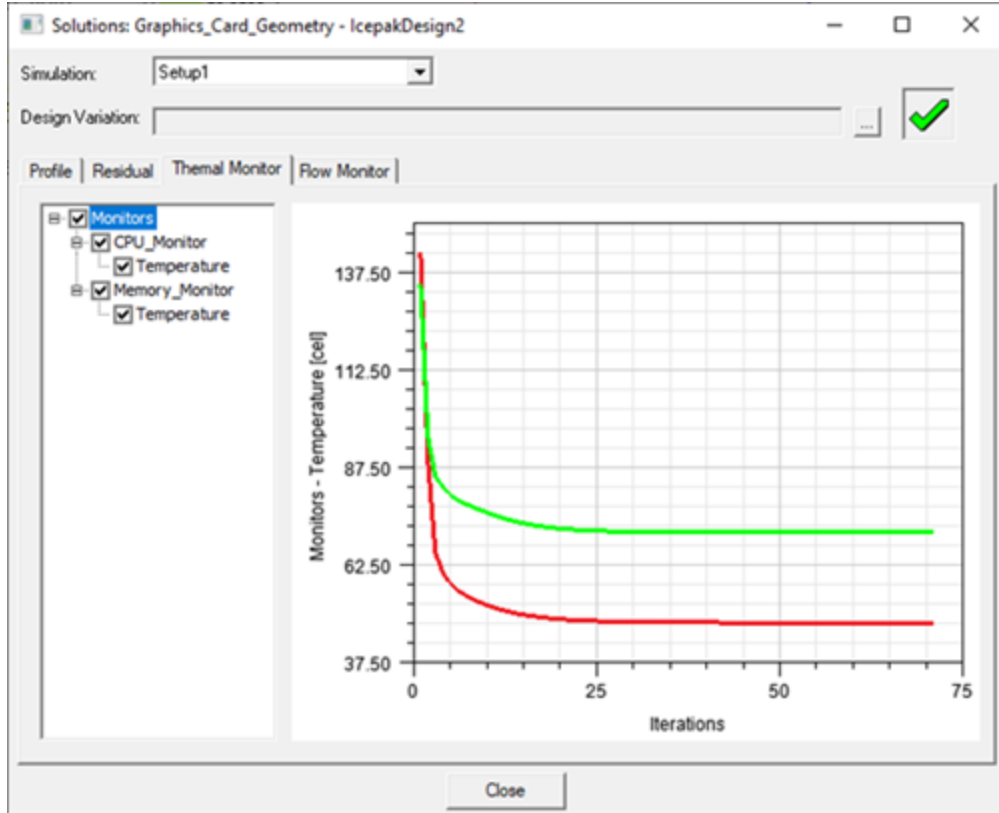 Solutions: Graphics_Card_Geometry - IcepakDesign2
Simulation: Setup1
Design Variation: ...
Profile Residual Themal Monitor Flow Monitor
Monitors
CPU_Monitor
Temperature
Memory_Monitor
Temperature
Monitors - Temperature [cel]
137.50
112.50
87.50
62.50
37.50
0 25 50 75
Iterations
Close